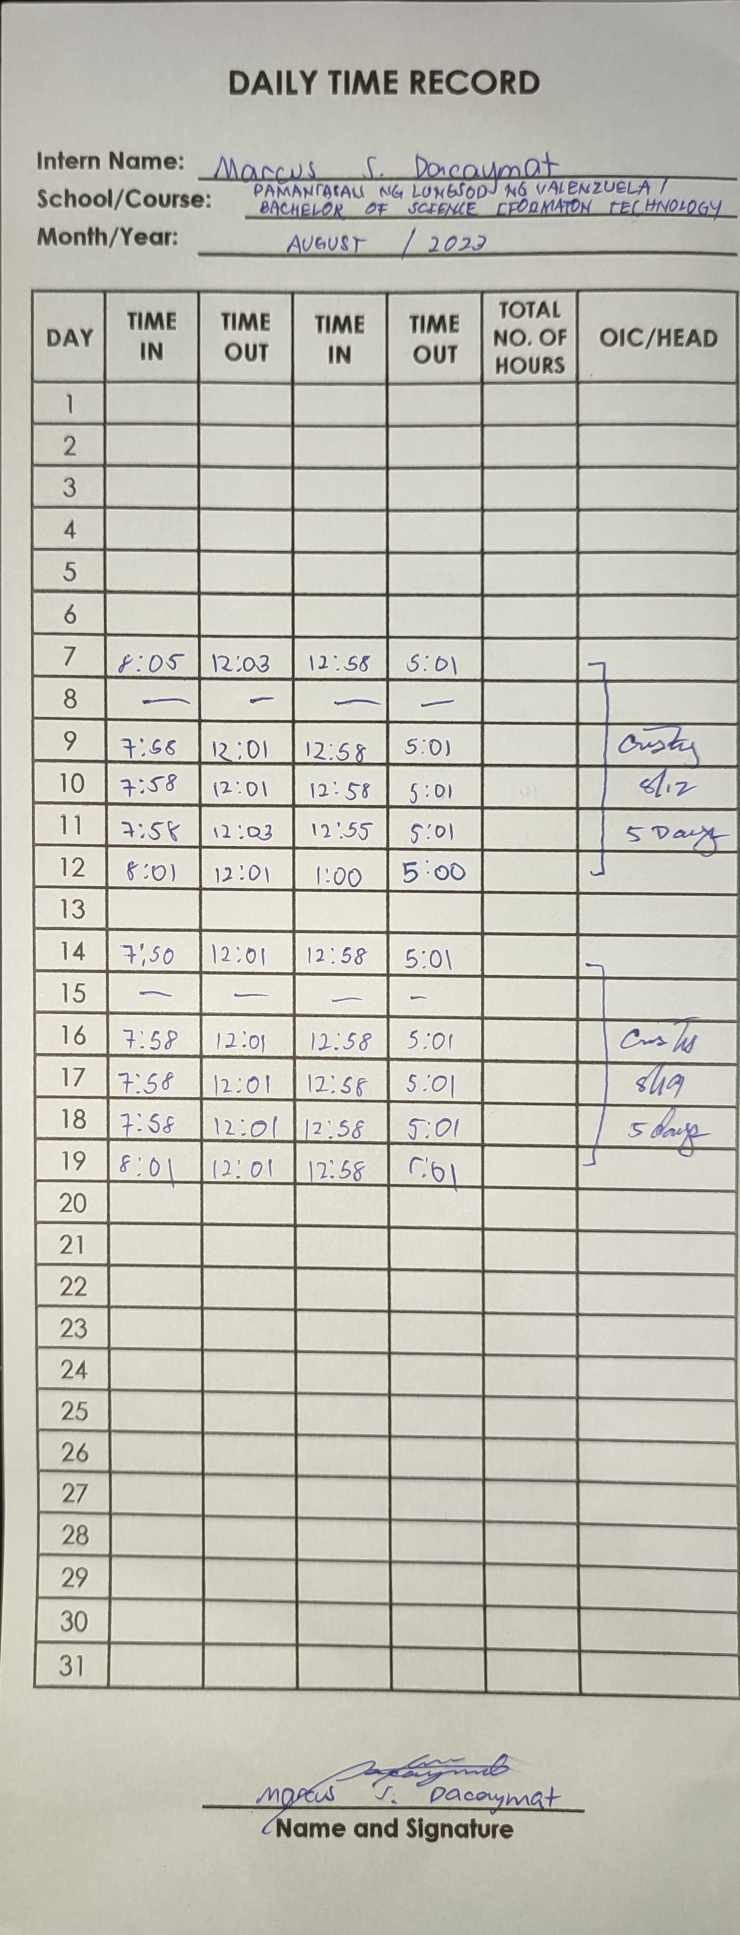 DAILY TIME RECORD
Intern Name: Marcus S. Dacaymat
School/Course: PAMANTASAN NG LUNGSOD NG VALENZUELA /
BACHELOR OF SCIENCE TECHNOLOGY
Month/Year: AUGUST / 2023
DAY TIME IN TIME OUT TIME IN TIME OUT TOTAL NO. OF HOURS OIC/HEAD
1
2
3
4
5
6
7 8:05 12:03 12:58 5:01
8 — — — —
9 7:58 12:01 12:58 5:01
10 7:58 12:01 12:58 5:01 8/12
11 7:58 12:03 12:55 5:01 5 Days
12 8:01 12:01 1:00 5:00
13
14 7:50 12:01 12:58 5:01
15 — — — —
16 7:58 12:01 12:58 5:01
17 7:58 12:01 12:58 5:01 8/19
18 7:58 12:01 12:58 5:01 5 days
19 8:01 12:01 12:58 5:01
20
21
22
23
24
25
26
27
28
29
30
31
Marcus S. Dacaymat
Name and Signature